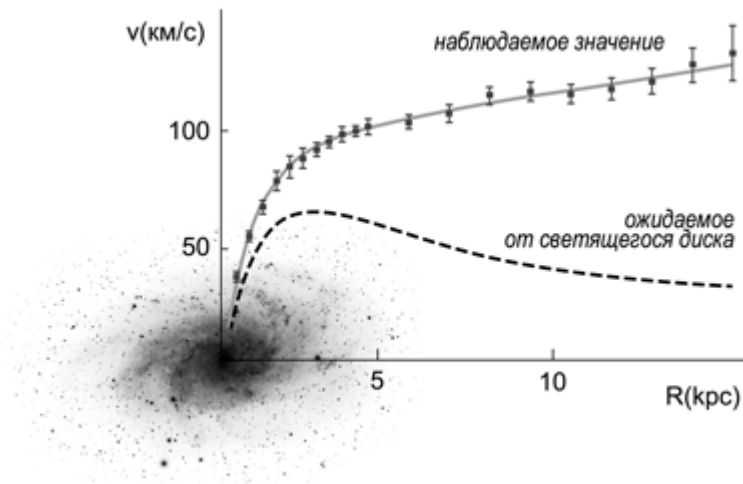 v(км/с)
наблюдаемое значение
100
ожидаемое
от светящегося диска
50
5
10
R(kpc)